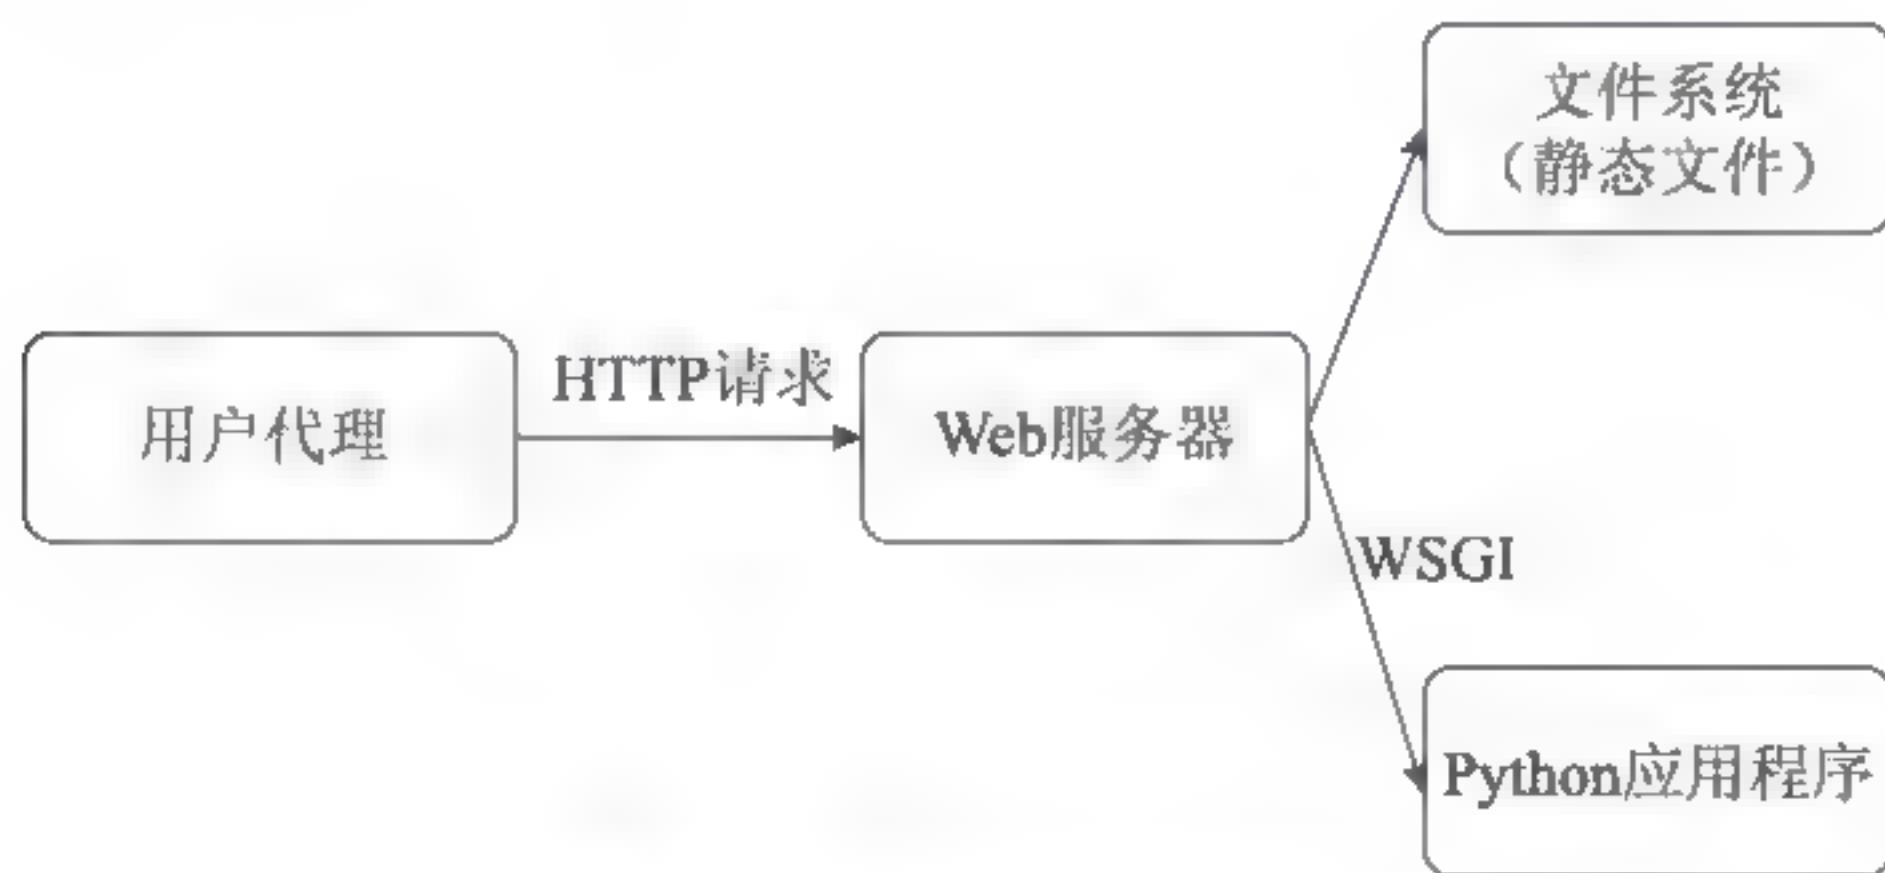 文件系统
（静态文件）
HTTP请求
用户代理
Web服务器
WSGI
Python应用程序